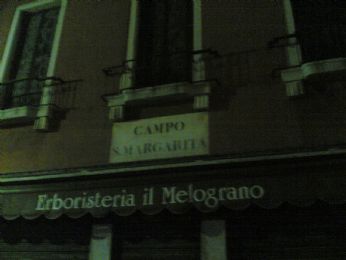 CAMPO
S. MARGARITA
Erboristeria il Melograno